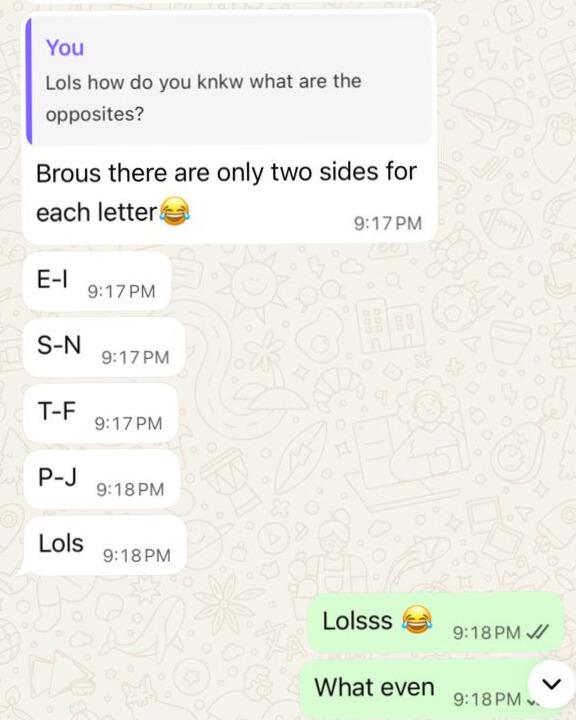 You
Lols how do you knkw what are the
opposites?
Brous there are only two sides for
each letter😂
9:17 PM
E-I 9:17 PM
S-N 9:17 PM
T-F 9:17 PM
P-J 9:18 PM
Lols 9:18 PM
Lolsss 😂 9:18 PM
What even 9:18 PM